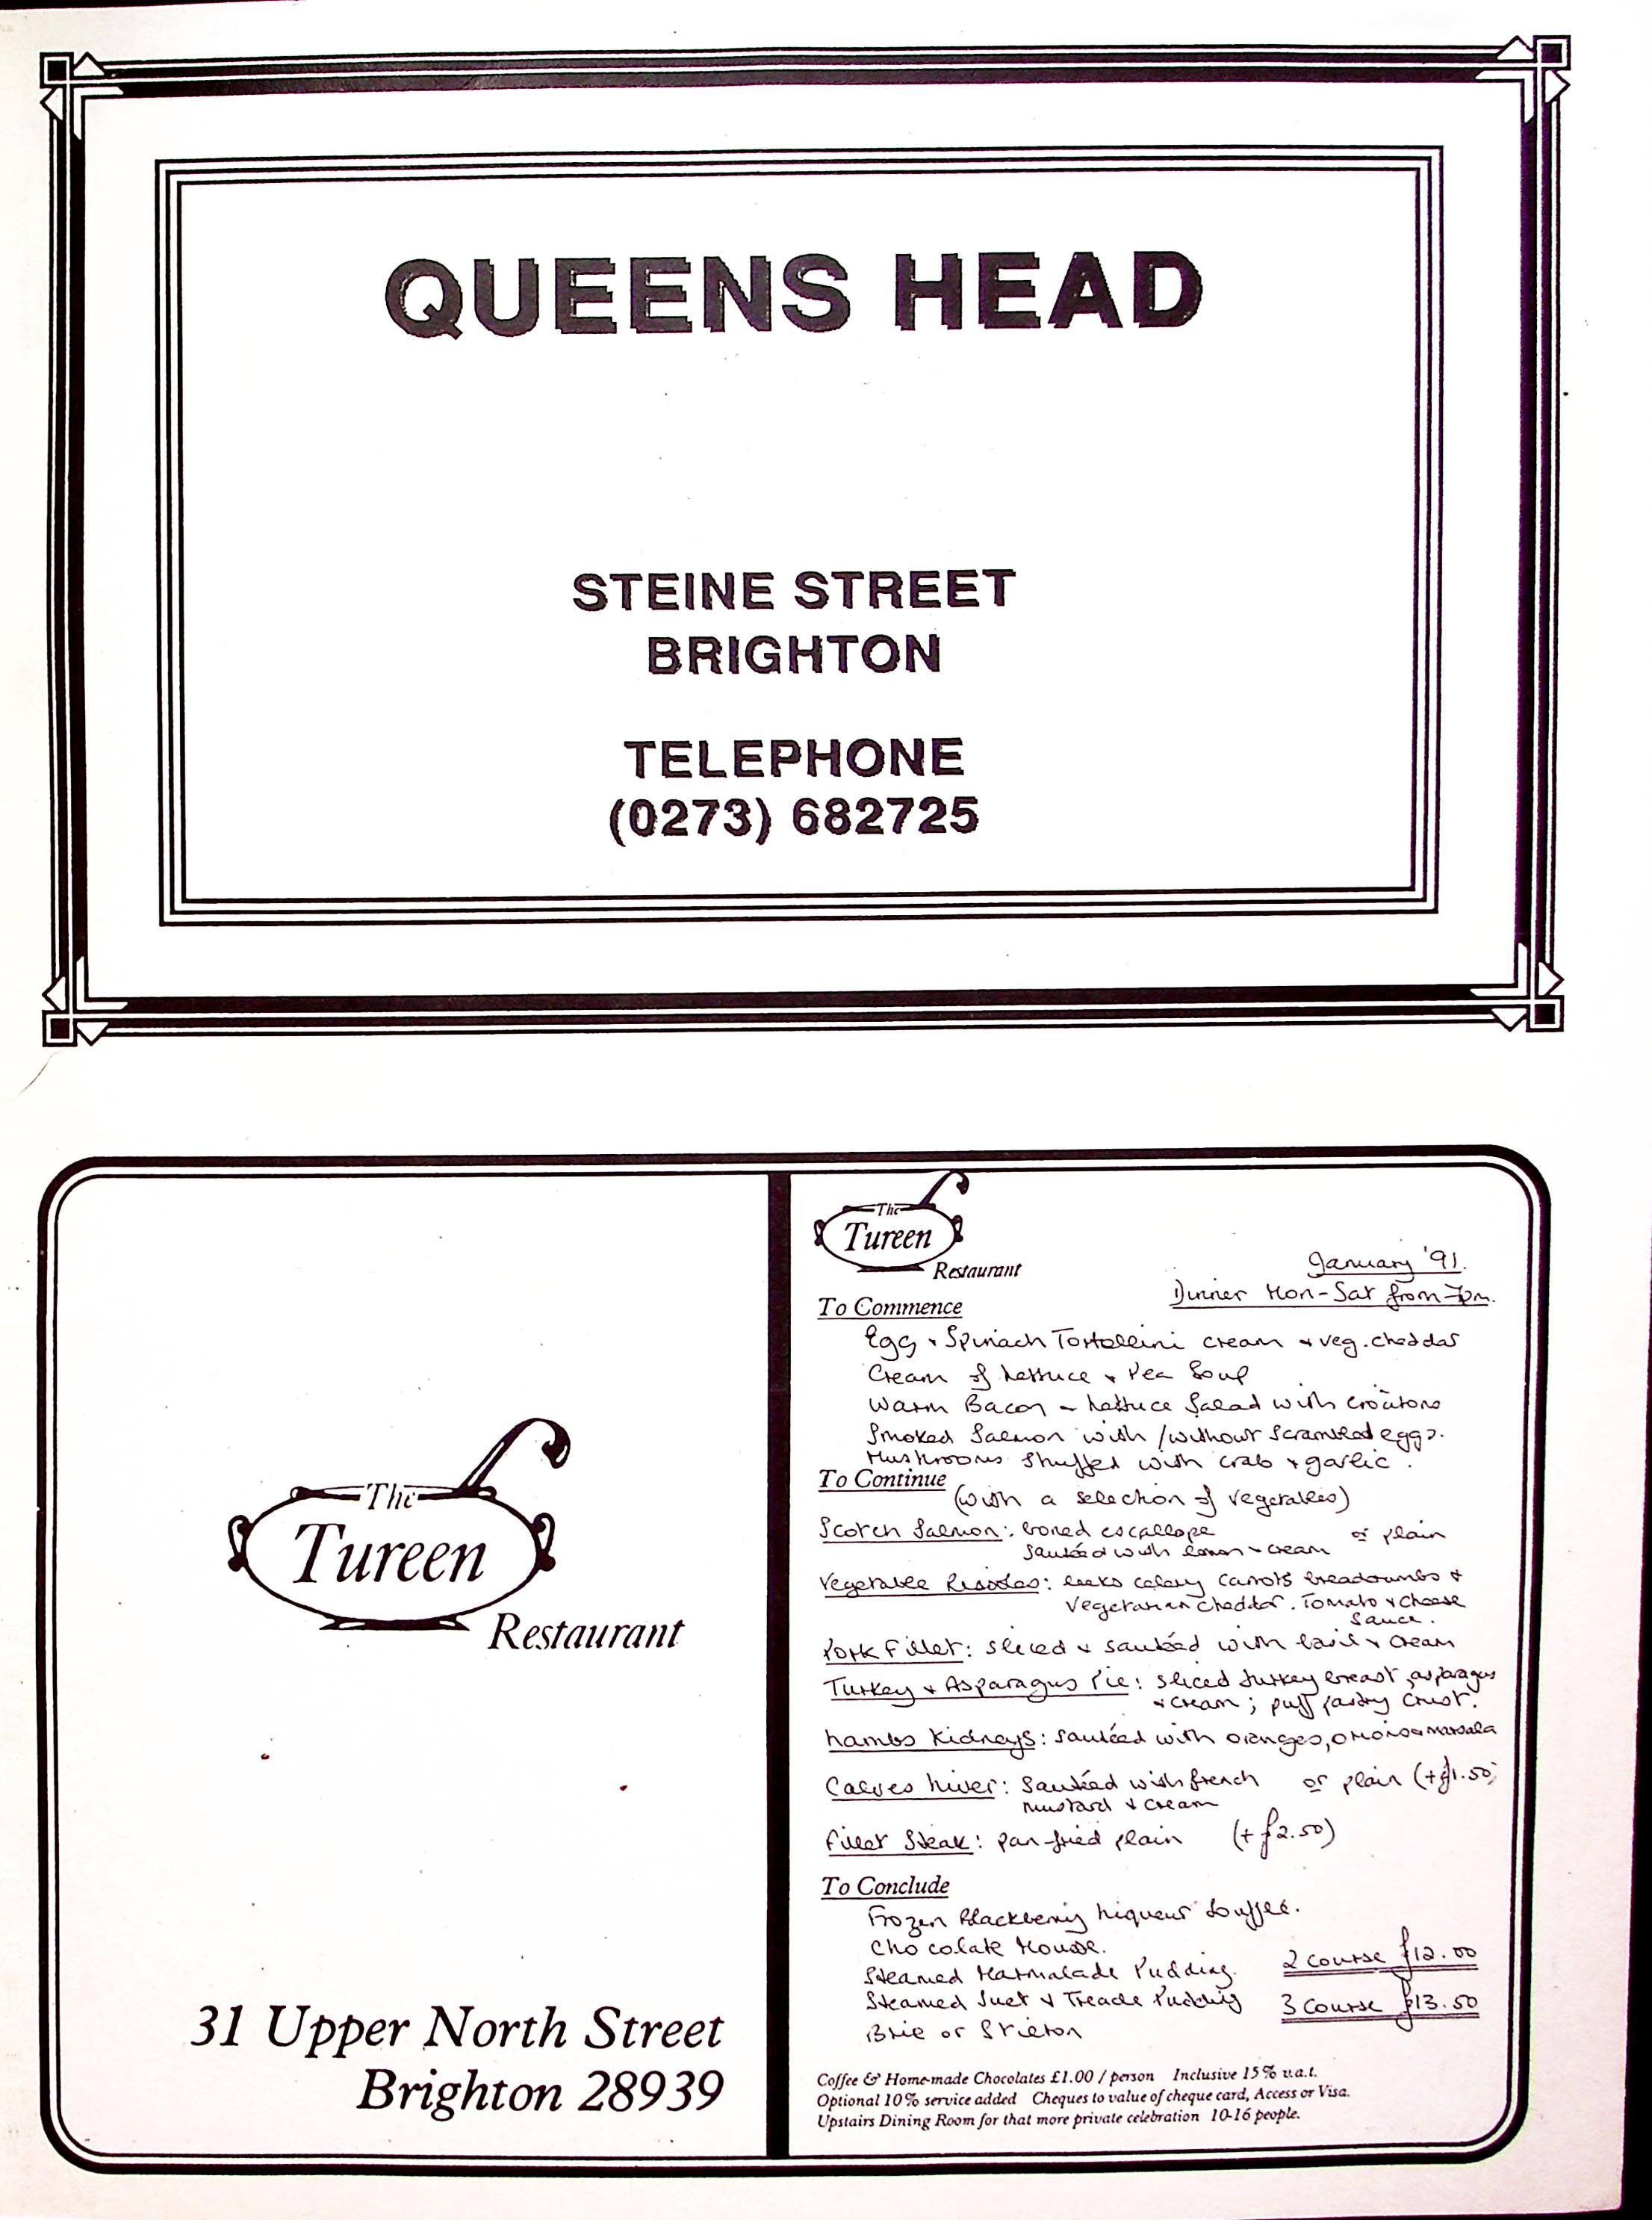 QUEENS HEAD
STEINE STREET
BRIGHTON
TELEPHONE
(0273) 682725
The
Tureen
Restaurant
31 Upper North Street
Brighton 28939
The
Tureen
Restaurant
January '91.
Dinner Mon-Sat from 7pm.
To Commence
Egg + Spinach Tortellini cream + veg. cheddar
Cream of Lettuce + Pea Soup
Warm Bacon + Lettuce Salad with croûtons
Smoked Salmon with / without scrambled eggs.
Mushrooms stuffed with crab + garlic.
To Continue
(with a selection of vegetables)
Scotch Salmon: boned escallope or plain
sautéed with lemon + cream
Vegetable Rissoles: leeks celery carrots breadcrumbs +
vegetarian cheddar. Tomato + cheese
sauce.
Pork Fillet: sliced + sautéed with basil + cream
Turkey + Asparagus Pie: sliced turkey breast, asparagus
+ cream; puff pastry crust.
Lambs Kidneys: sautéed with oranges, onions + marsala
Calves Liver: sautéed with french or plain (+£1.50)
mustard + cream
Fillet Steak: pan-fried plain (+£2.50)
To Conclude
Frozen Blackberry Liqueur Soufflé.
Chocolate Mousse.
Steamed Marmalade Pudding. 2 course £12.00
Steamed Suet + Treacle Pudding 3 course £13.50
Brie or Stilton
Coffee & Home-made Chocolates £1.00 / person Inclusive 15% v.a.t.
Optional 10% service added Cheques to value of cheque card, Access or Visa.
Upstairs Dining Room for that more private celebration 10-16 people.